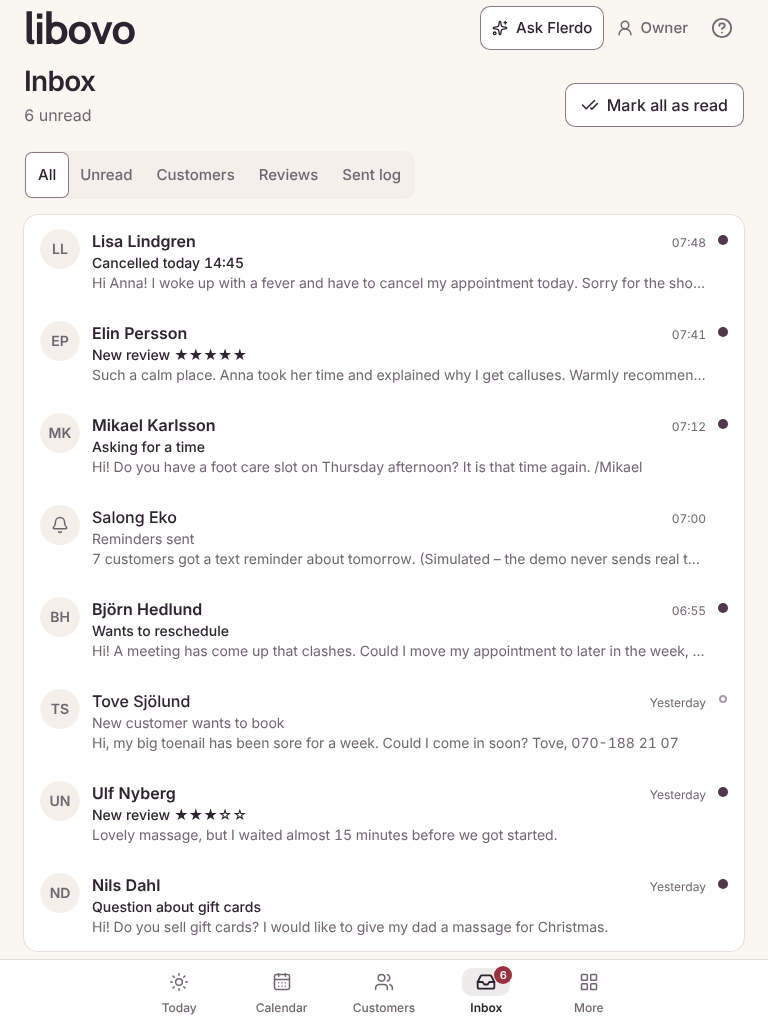 libovo
Ask Flerdo
Owner
Inbox
6 unread
Mark all as read
All
Unread
Customers
Reviews
Sent log
LL
Lisa Lindgren
07:48
Cancelled today 14:45
Hi Anna! I woke up with a fever and have to cancel my appointment today. Sorry for the sho...
EP
Elin Persson
07:41
New review ★★★★★
Such a calm place. Anna took her time and explained why I get calluses. Warmly recommen...
MK
Mikael Karlsson
07:12
Asking for a time
Hi! Do you have a foot care slot on Thursday afternoon? It is that time again. /Mikael
Salong Eko
07:00
Reminders sent
7 customers got a text reminder about tomorrow. (Simulated – the demo never sends real t...
BH
Björn Hedlund
06:55
Wants to reschedule
Hi! A meeting has come up that clashes. Could I move my appointment to later in the week, ...
TS
Tove Sjölund
Yesterday
New customer wants to book
Hi, my big toenail has been sore for a week. Could I come in soon? Tove, 070-188 21 07
UN
Ulf Nyberg
Yesterday
New review ★★★☆☆
Lovely massage, but I waited almost 15 minutes before we got started.
ND
Nils Dahl
Yesterday
Question about gift cards
Hi! Do you sell gift cards? I would like to give my dad a massage for Christmas.
6
Today
Calendar
Customers
Inbox
More